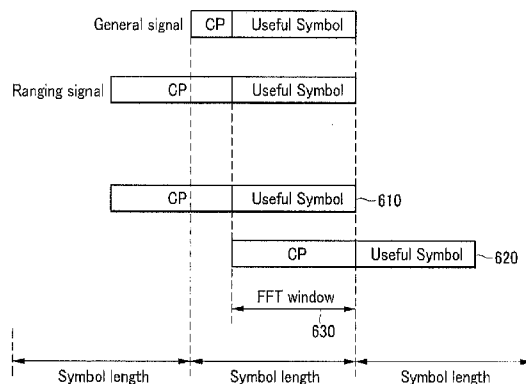 General signal CP Useful Symbol
Ranging signal CP Useful Symbol
CP Useful Symbol 610
CP Useful Symbol 620
FFT window
630
Symbol length Symbol length Symbol length